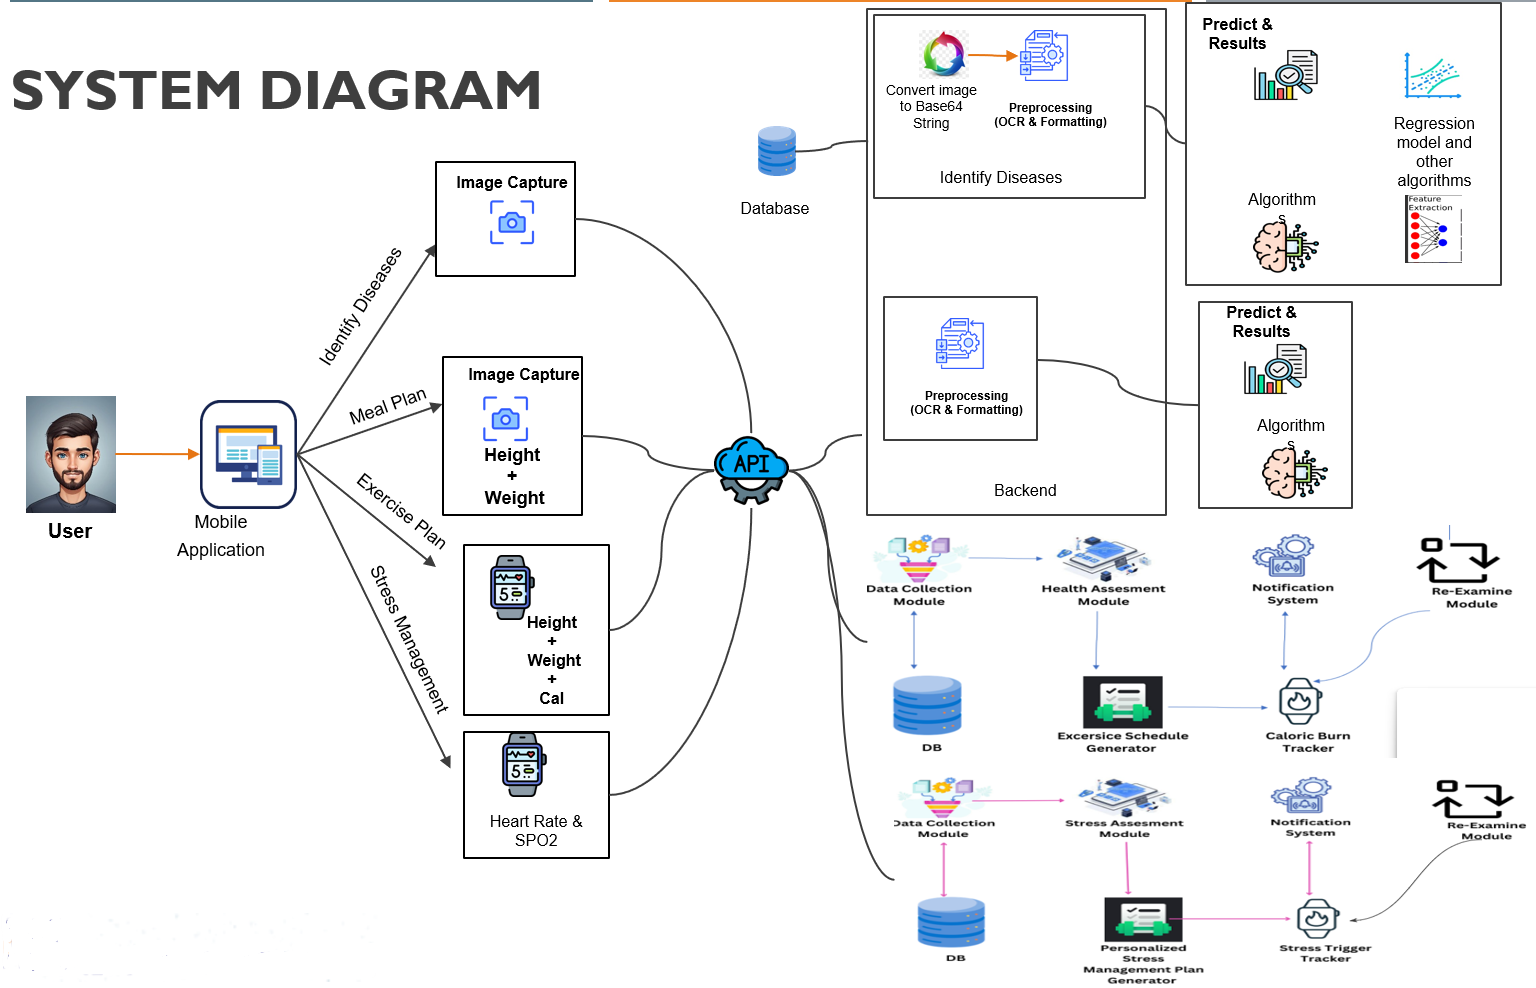 SYSTEM DIAGRAM
User
Mobile
Application
Identify Diseases
Meal Plan
Exercise Plan
Stress Management
Image Capture
Image Capture
Height
+
Weight
5
Height
+
Weight
+
Cal
5
Heart Rate &
SPO2
API
Database
Convert image
to Base64
String
Preprocessing
(OCR & Formatting)
Identify Diseases
Preprocessing
(OCR & Formatting)
Backend
Predict &
Results
Regression
model and
other
algorithms
Algorithm
s
Feature
Extraction
Predict &
Results
Algorithm
s
Data Collection
Module
Health Assesment
Module
Notification
System
Re-Examine
Module
DB
Excersice Schedule
Generator
Caloric Burn
Tracker
Data Collection
Module
Stress Assesment
Module
Notification
System
Re-Examine
Module
DB
Personalized
Stress
Management Plan
Generator
Stress Trigger
Tracker